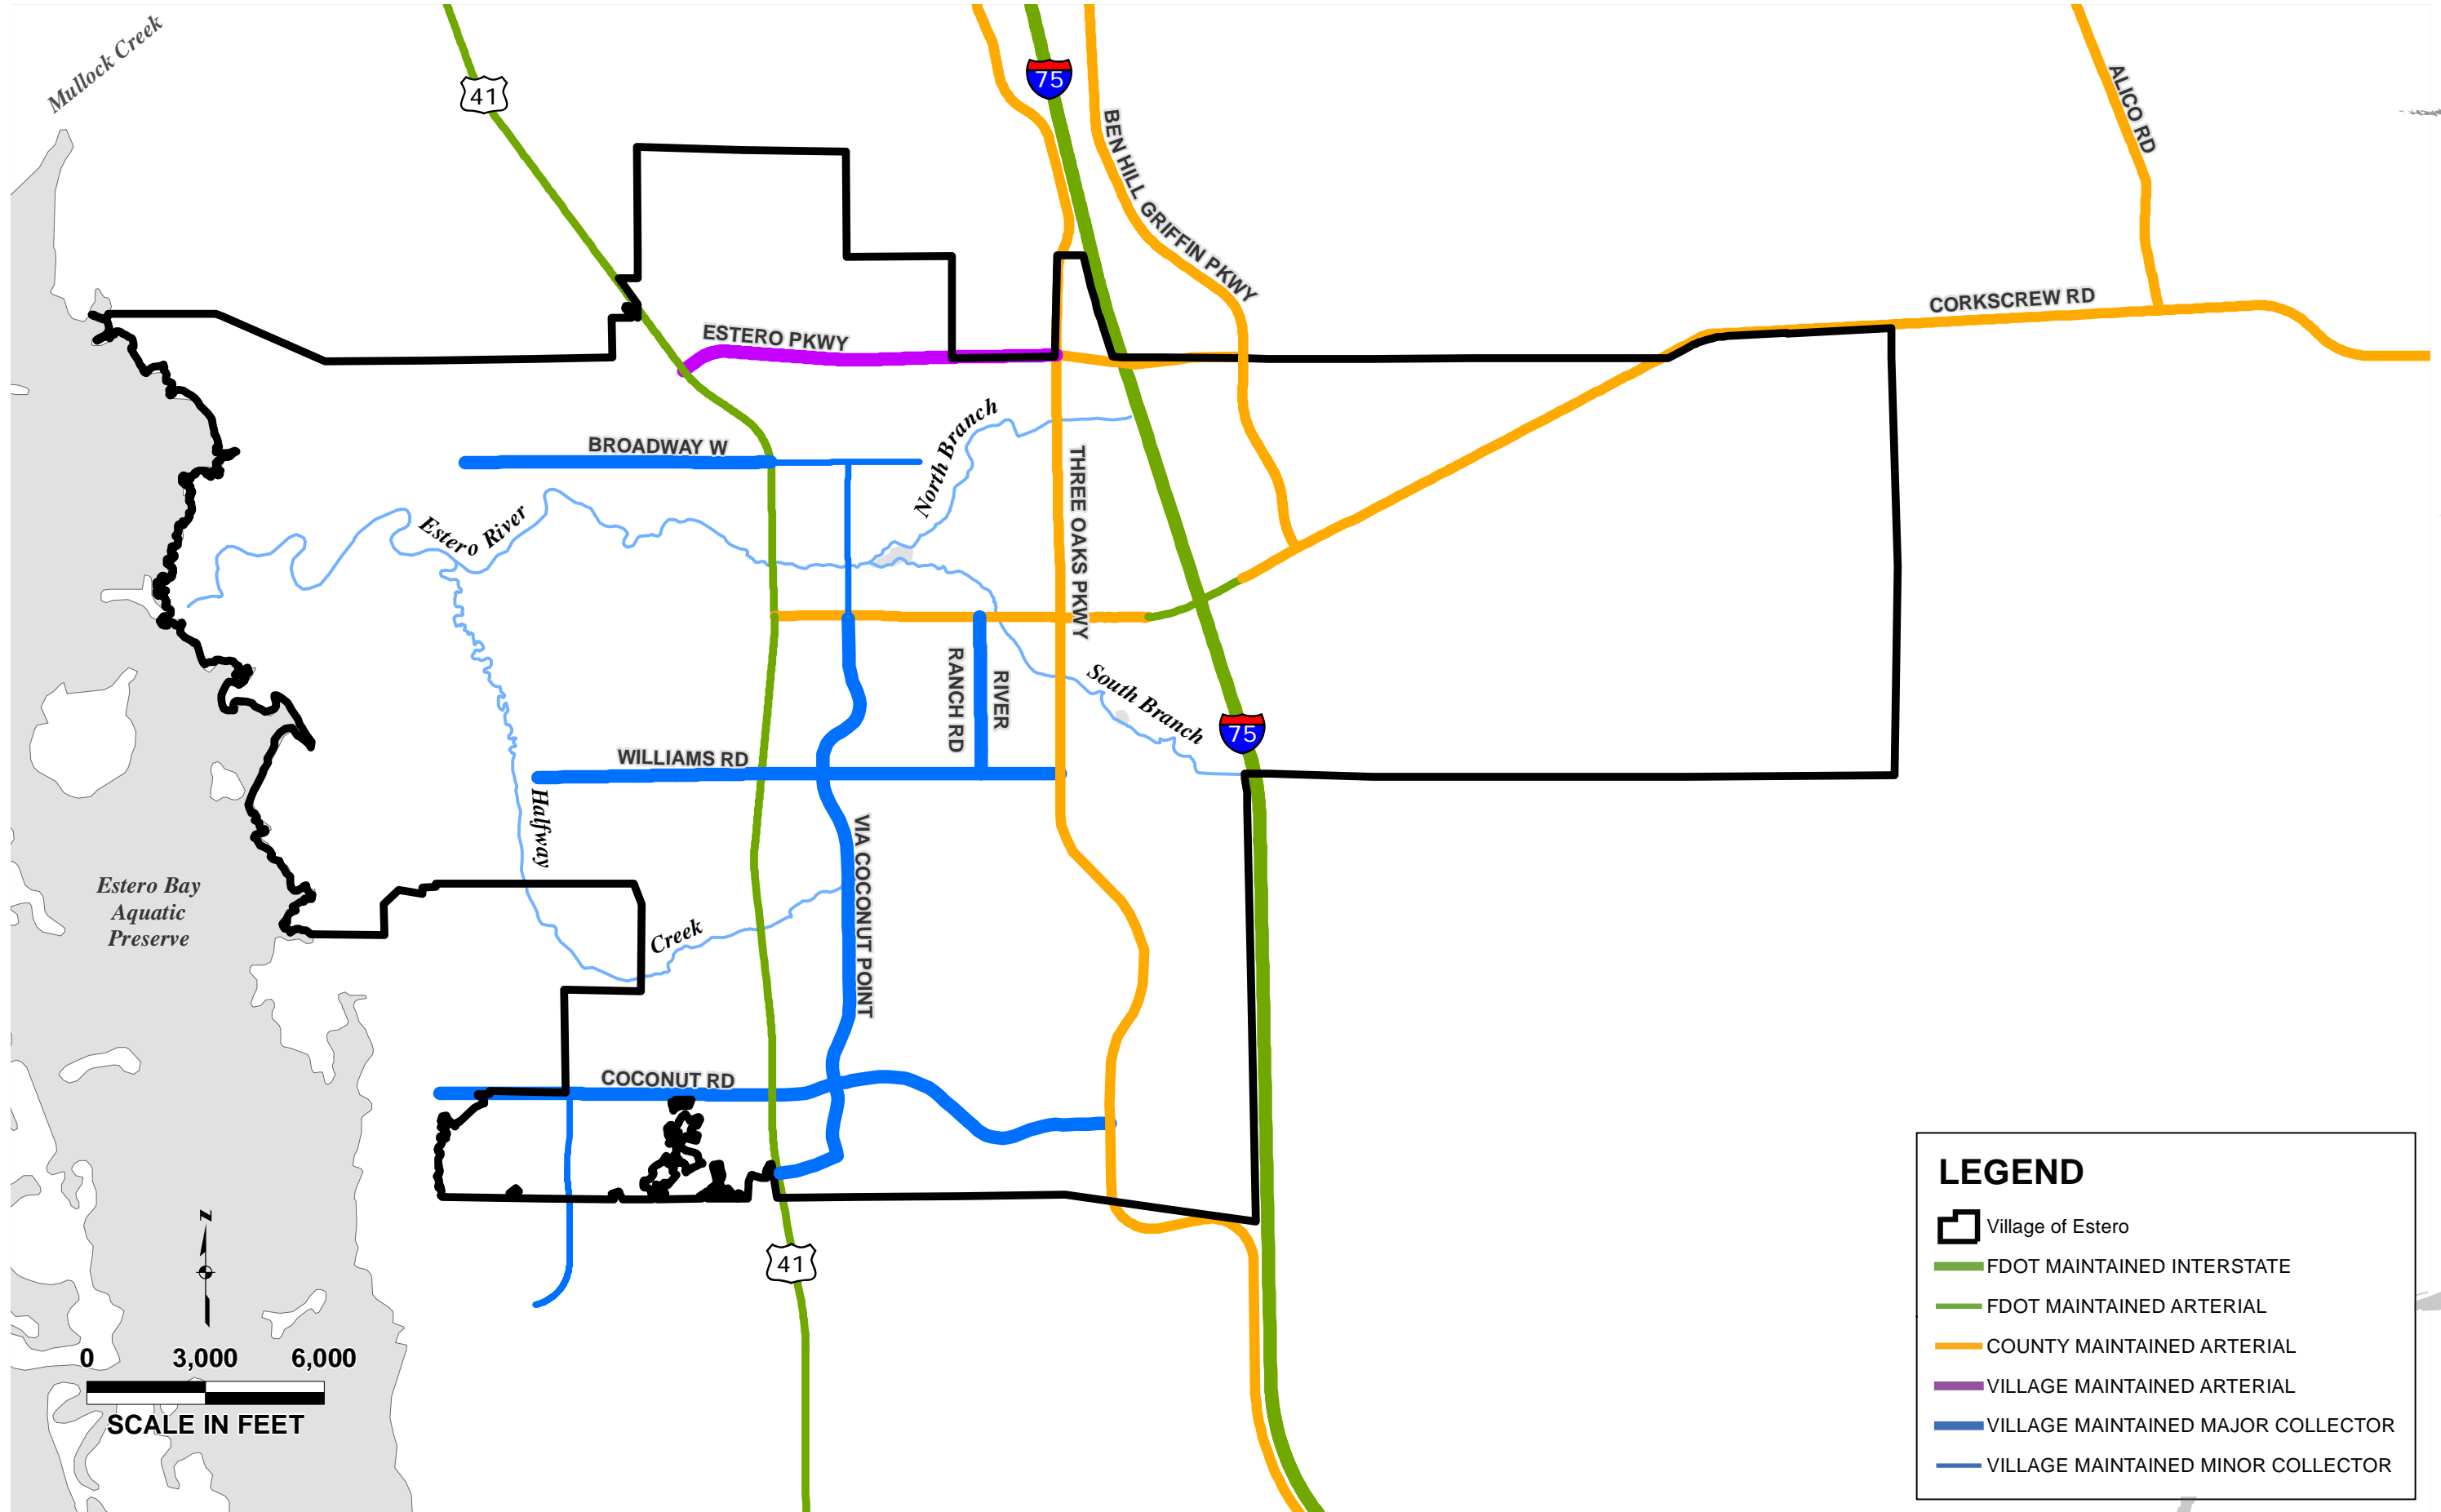 Mullock Creek
41
75
BEN HILL GRIFFIN PKWY
ALICO RD
CORKSCREW RD
ESTERO PKWY
BROADWAY W
North Branch
THREE OAKS PKWY
Estero River
RANCH RD
RIVER
South Branch
75
WILLIAMS RD
Halfway
VIA COCONUT POINT
Estero Bay
Aquatic
Preserve
Creek
COCONUT RD
41
N
0 3,000 6,000
SCALE IN FEET
LEGEND
Village of Estero
FDOT MAINTAINED INTERSTATE
FDOT MAINTAINED ARTERIAL
COUNTY MAINTAINED ARTERIAL
VILLAGE MAINTAINED ARTERIAL
VILLAGE MAINTAINED MAJOR COLLECTOR
VILLAGE MAINTAINED MINOR COLLECTOR